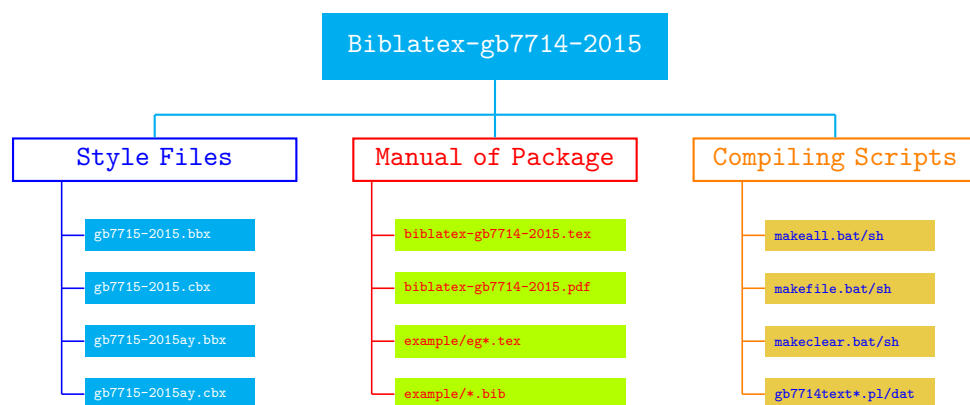 Biblatex-gb7714-2015
Style Files
gb7715-2015.bbx
gb7715-2015.cbx
gb7715-2015ay.bbx
gb7715-2015ay.cbx
Manual of Package
biblatex-gb7714-2015.tex
biblatex-gb7714-2015.pdf
example/eg*.tex
example/*.bib
Compiling Scripts
makeall.bat/sh
makefile.bat/sh
makeclear.bat/sh
gb7714text*.pl/dat